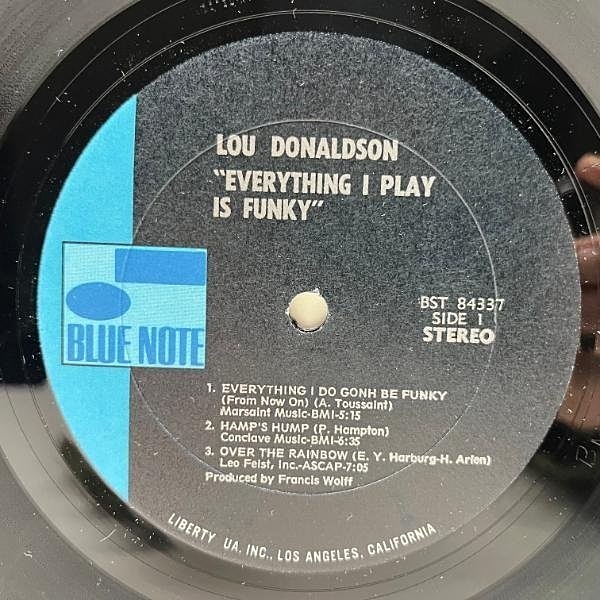 LOU DONALDSON
"EVERYTHING I PLAY
IS FUNKY"
BLUE NOTE
BST 84337
SIDE 1
STEREO
1. EVERYTHING I DO GONH BE FUNKY
(From Now On) (A. Toussaint)
Marsaint Music-BMI-5:15
2. HAMP'S HUMP (P. Hampton)
Conclave Music-BMI-6:35
3. OVER THE RAINBOW (E. Y. Harburg-H. Arlen)
Leo Feist, Inc.-ASCAP-7:05
Produced by Francis Wolff
LIBERTY UA, INC., LOS ANGELES, CALIFORNIA